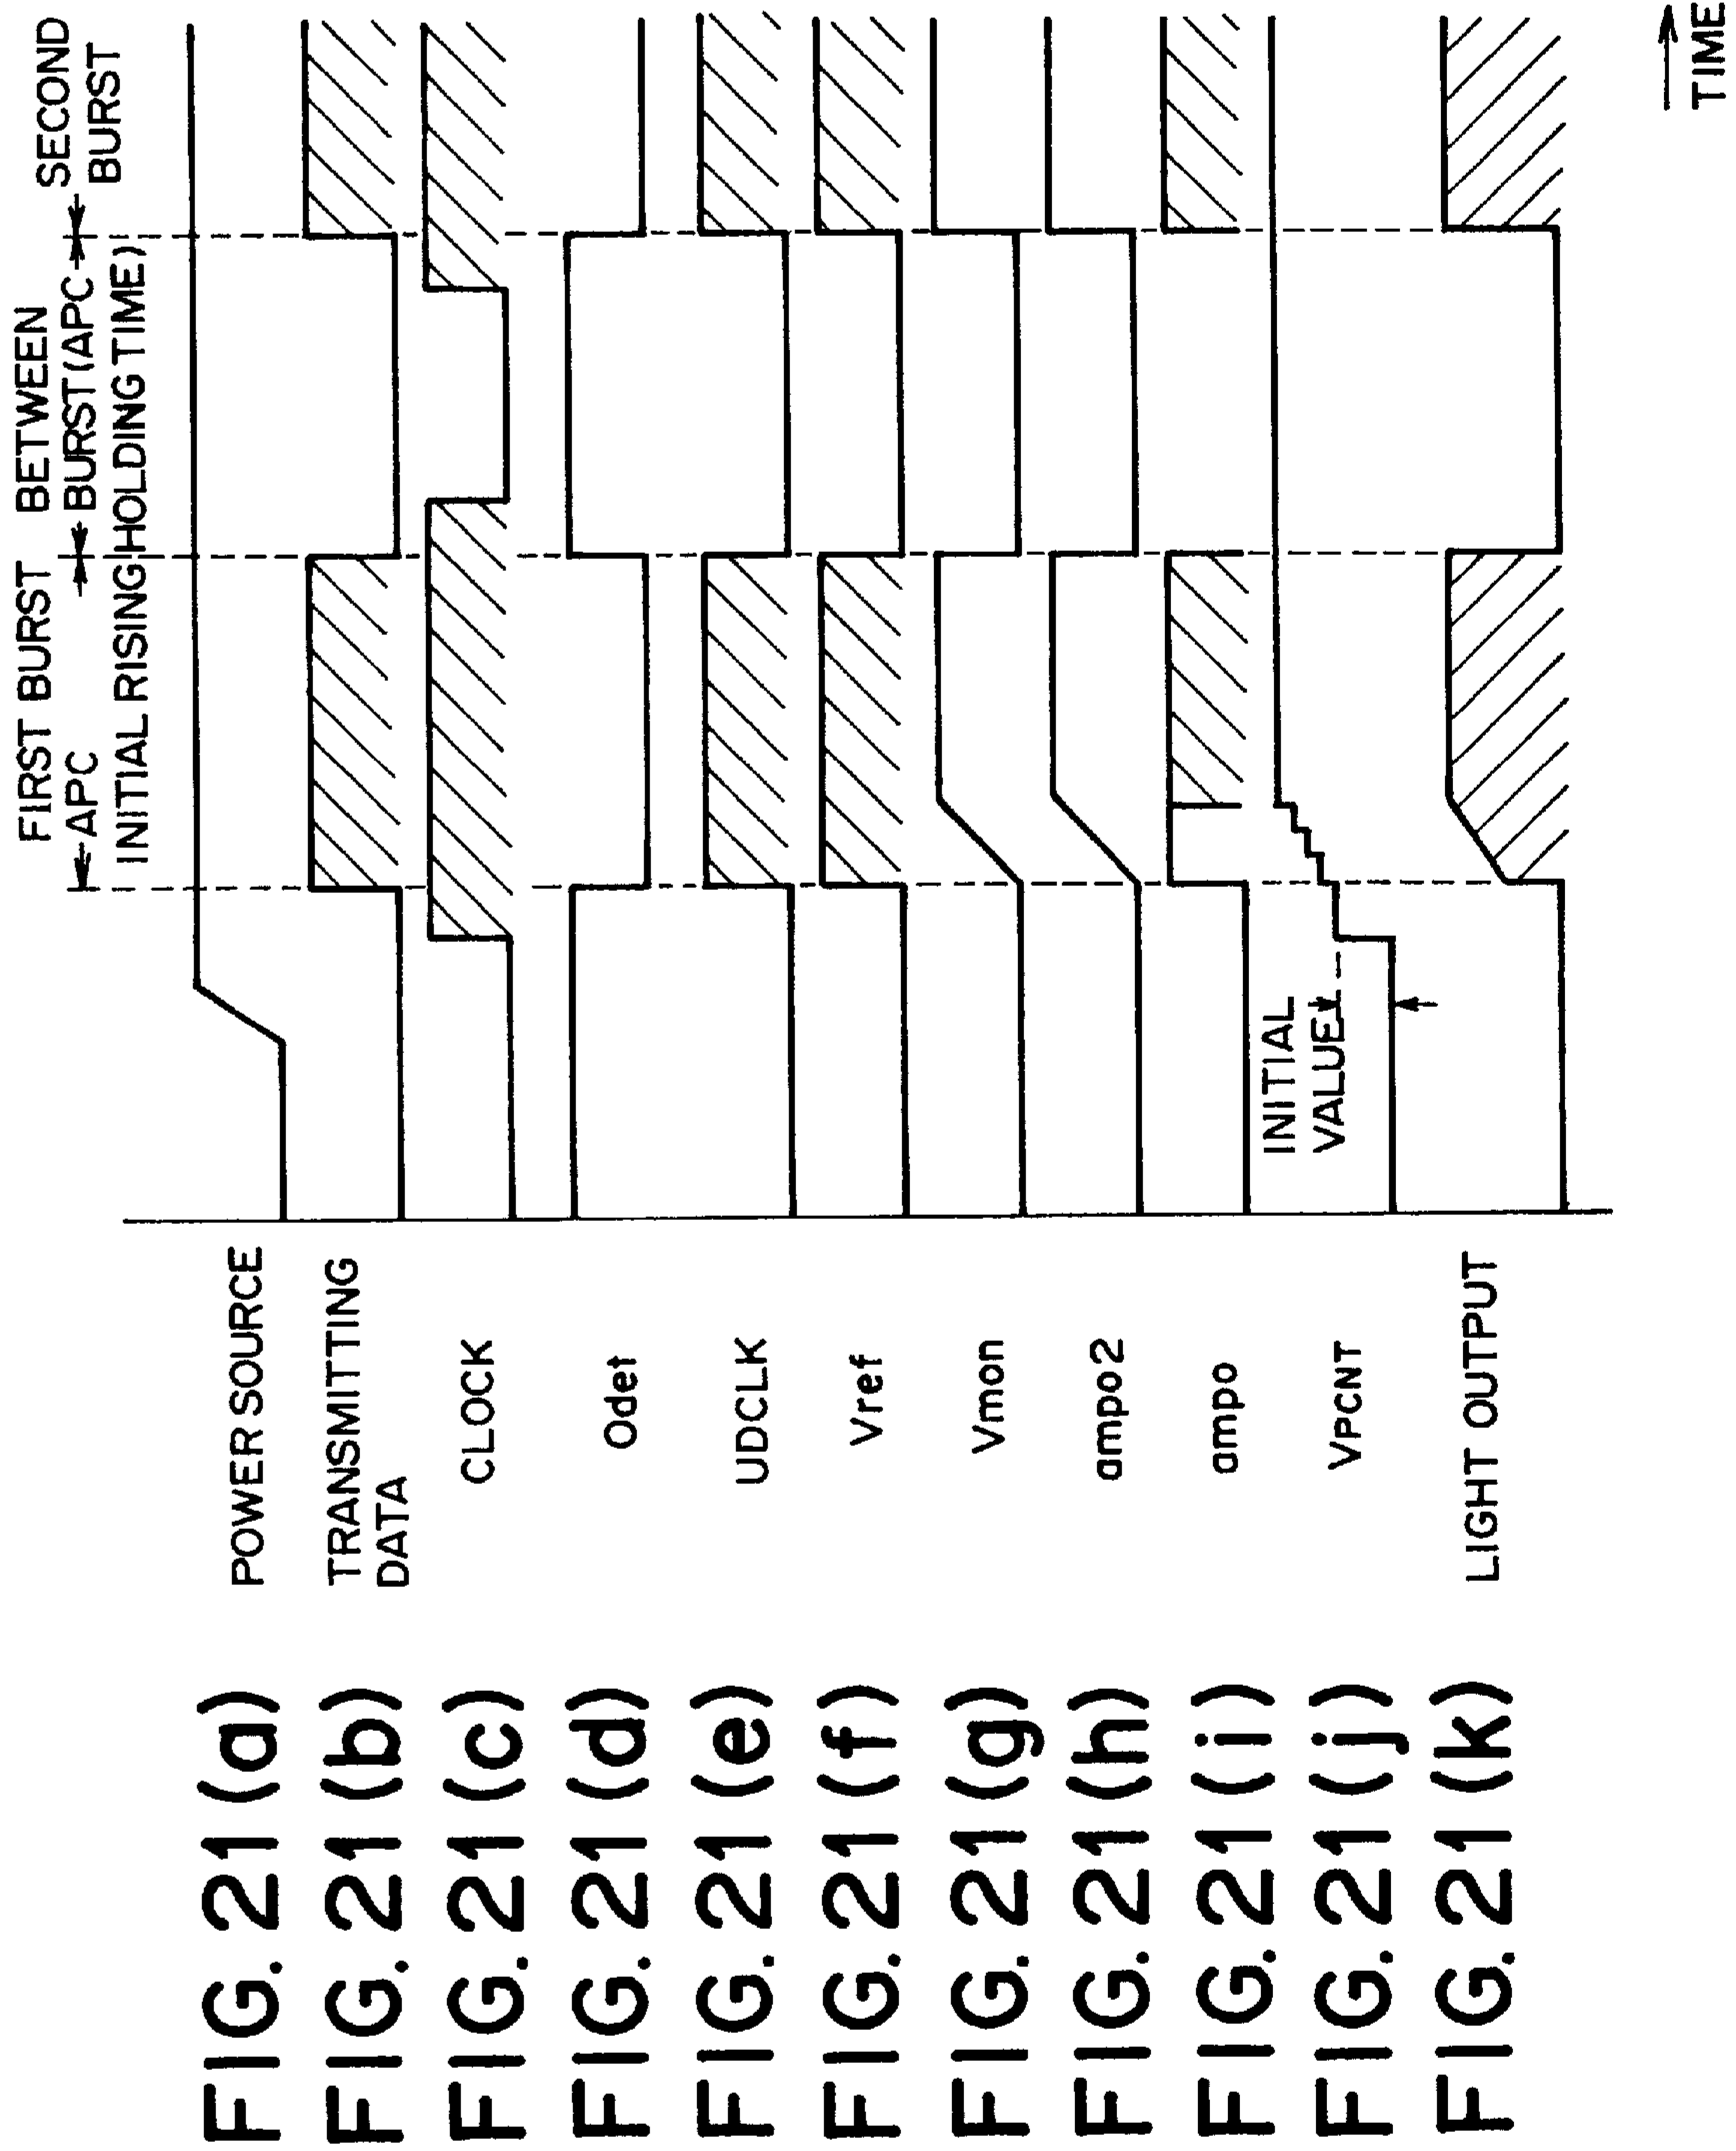 FIRST BURST BETWEEN SECOND
APC BURST (APC BURST
INITIAL RISING HOLDING TIME)
FIG. 21 (a) POWER SOURCE
FIG. 21 (b) TRANSMITTING
DATA
FIG. 21 (c) CLOCK
FIG. 21 (d) Odet
FIG. 21 (e) UDCLK
FIG. 21 (f) Vref
FIG. 21 (g) Vmon
FIG. 21 (h) ampo2
FIG. 21 (i) ampo
INITIAL
VALUE
FIG. 21 (j) VPCNT
FIG. 21 (k) LIGHT OUTPUT
TIME